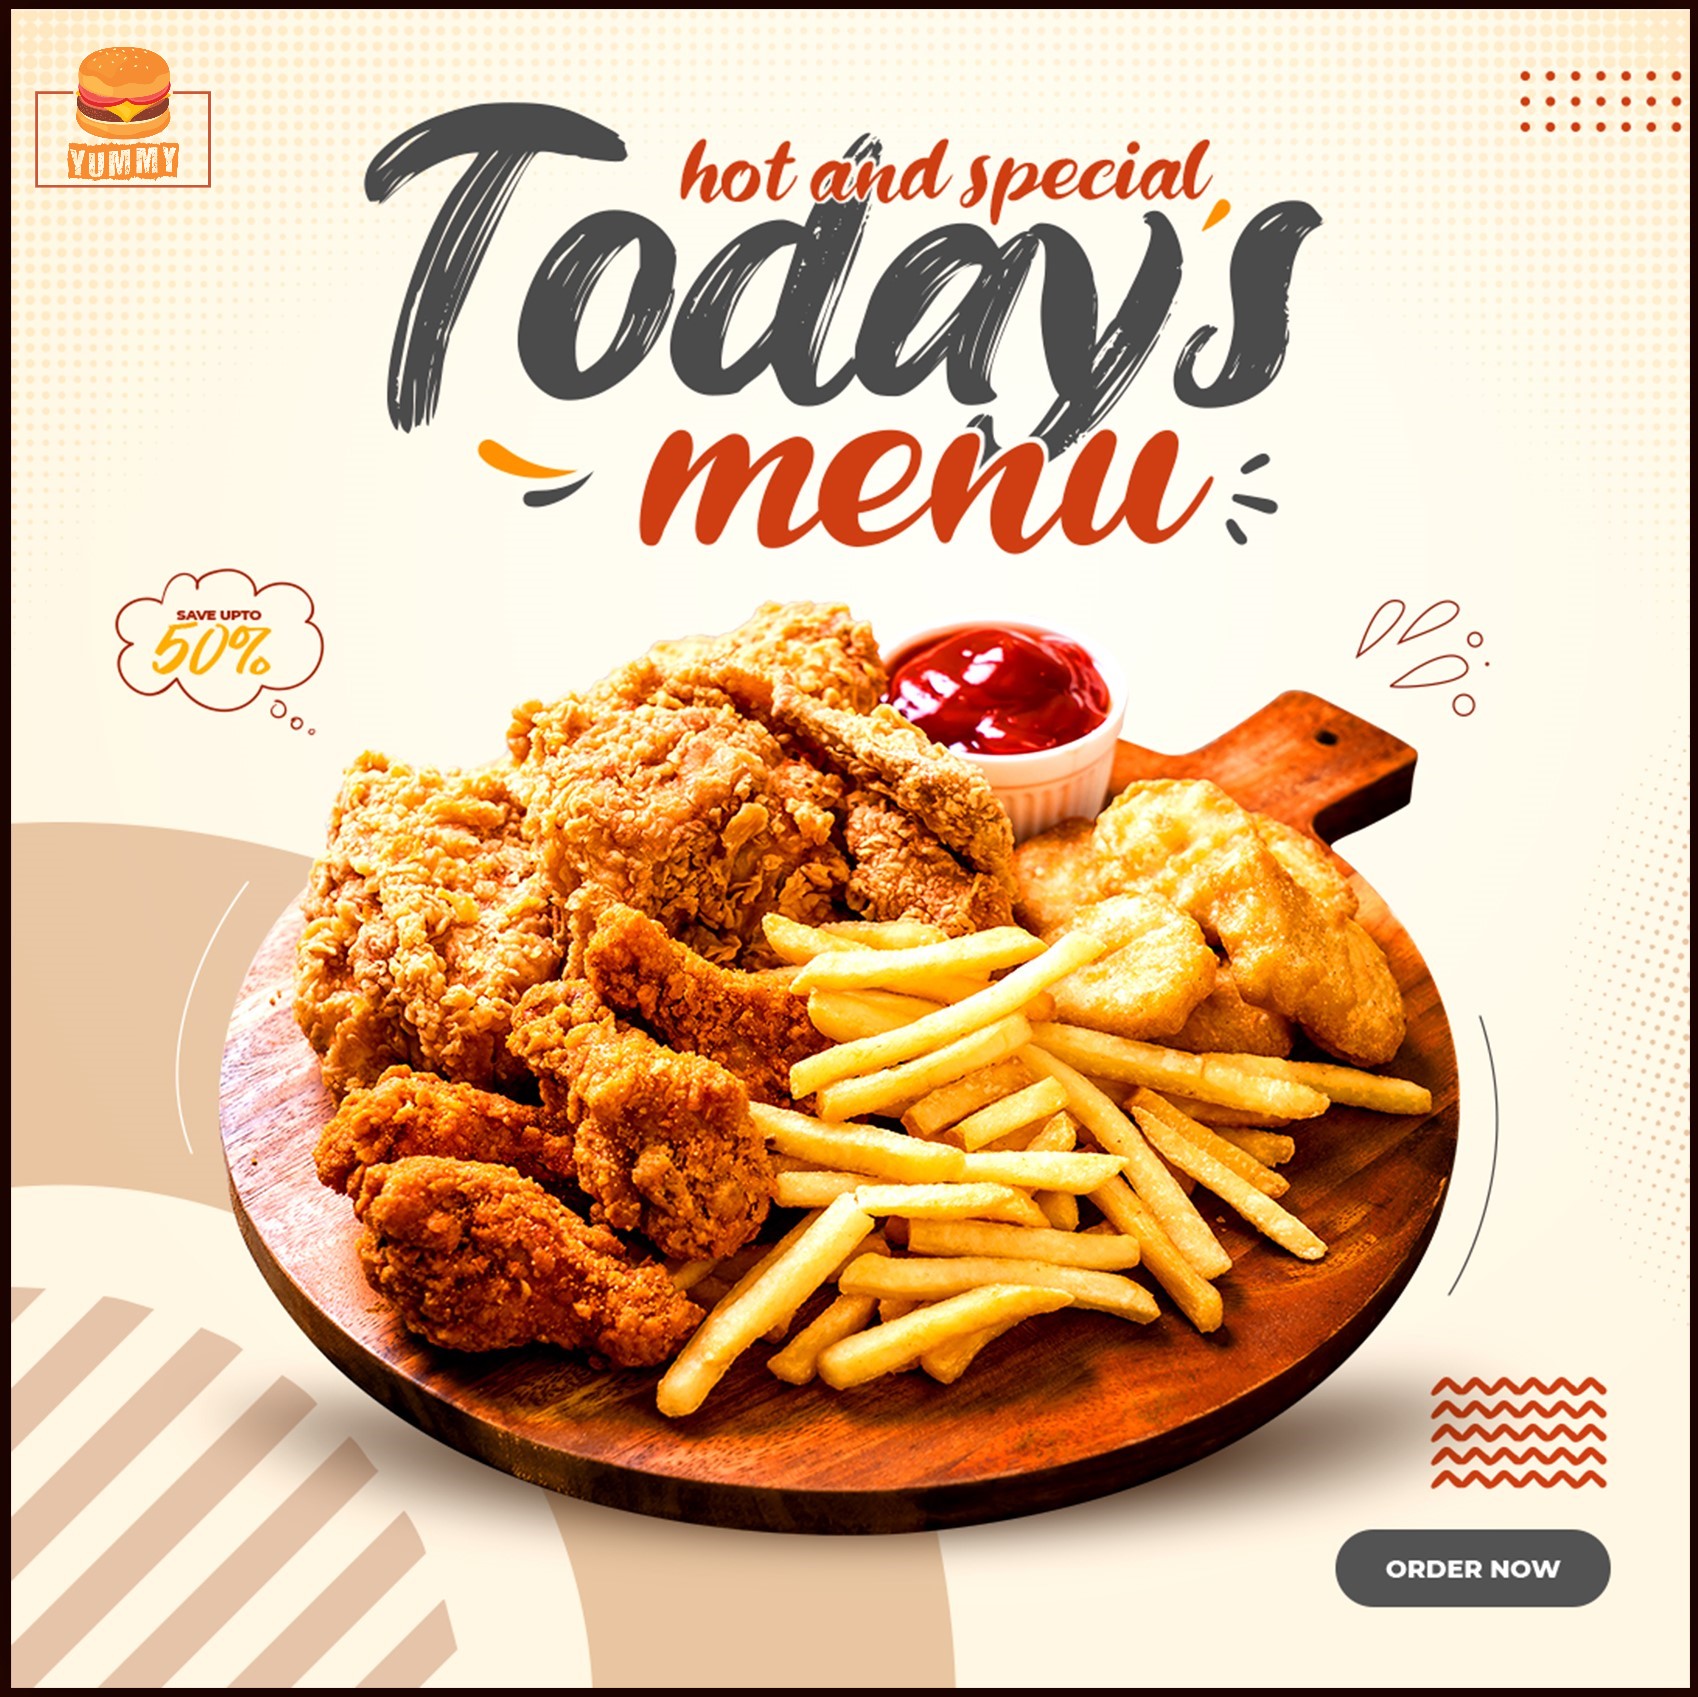 YUMMY
hot and special
Today's
menu
SAVE UPTO
50%
ORDER NOW